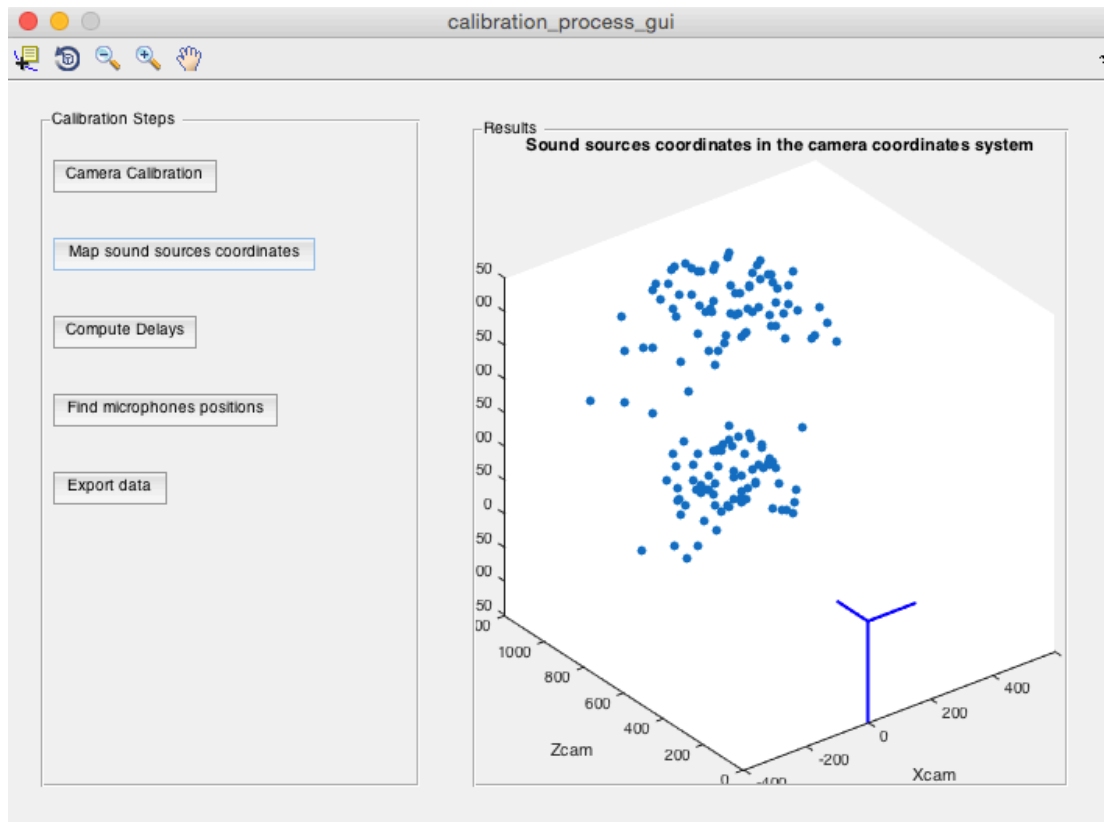 calibration_process_gui
Calibration Steps
Camera Calibration
Map sound sources coordinates
Compute Delays
Find microphones positions
Export data
Results
Sound sources coordinates in the camera coordinates system
50
00
50
00
50
00
50
0
50
00
50
00
1000
800
600
400
200
0
-400
-200
0
200
400
Zcam
Xcam